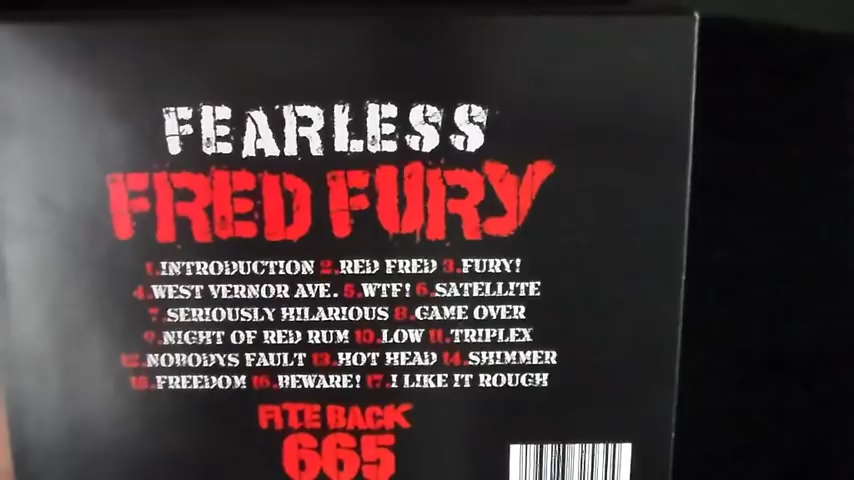 FEARLESS
FRED FURY
1.INTRODUCTION 2.RED FRED 3.FURY!
4.WEST VERNOR AVE. 5.WTF! 6.SATELLITE
7.SERIOUSLY HILARIOUS 8.GAME OVER
9.NIGHT OF RED RUM 10.LOW 11.TRIPLEX
12.NOBODYS FAULT 13.HOT HEAD 14.SHIMMER
15.FREEDOM 16.BEWARE! 17.I LIKE IT ROUGH
FITE BACK
665